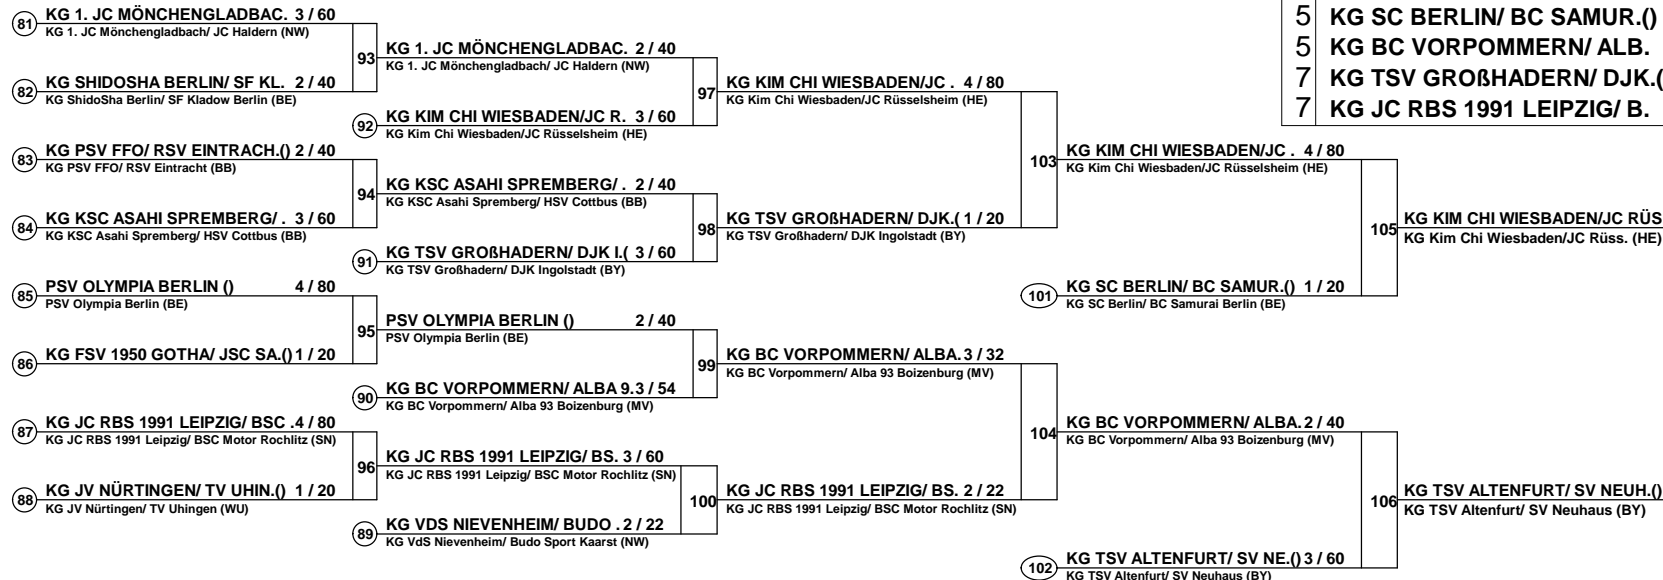 81 KG 1. JC MÖNCHENGLADBAC. 3 / 60
KG 1. JC Mönchengladbach/ JC Haldern (NW)
82 KG SHIDOSHA BERLIN/ SF KL. 2 / 40
KG ShidoSha Berlin/ SF Kladow Berlin (BE)
83 KG PSV FFO/ RSV EINTRACH.() 2 / 40
KG PSV FFO/ RSV Eintracht (BB)
84 KG KSC ASAHI SPREMBERG/ . 3 / 60
KG KSC Asahi Spremberg/ HSV Cottbus (BB)
85 PSV OLYMPIA BERLIN () 4 / 80
PSV Olympia Berlin (BE)
86 KG FSV 1950 GOTHA/ JSC SA.() 1 / 20
87 KG JC RBS 1991 LEIPZIG/ BSC . 4 / 80
KG JC RBS 1991 Leipzig/ BSC Motor Rochlitz (SN)
88 KG JV NÜRTINGEN/ TV UHIN.() 1 / 20
KG JV Nürtingen/ TV Uhingen (WU)
93 KG 1. JC MÖNCHENGLADBAC. 2 / 40
KG 1. JC Mönchengladbach/ JC Haldern (NW)
92 KG KIM CHI WIESBADEN/JC R. 3 / 60
KG Kim Chi Wiesbaden/JC Rüsselsheim (HE)
94 KG KSC ASAHI SPREMBERG/ . 2 / 40
KG KSC Asahi Spremberg/ HSV Cottbus (BB)
91 KG TSV GROßHADERN/ DJK I.( 3 / 60
KG TSV Großhadern/ DJK Ingolstadt (BY)
95 PSV OLYMPIA BERLIN () 2 / 40
PSV Olympia Berlin (BE)
90 KG BC VORPOMMERN/ ALBA 9. 3 / 54
KG BC Vorpommern/ Alba 93 Boizenburg (MV)
96 KG JC RBS 1991 LEIPZIG/ BS. 3 / 60
KG JC RBS 1991 Leipzig/ BSC Motor Rochlitz (SN)
89 KG VDS NIEVENHEIM/ BUDO . 2 / 22
KG VdS Nievenheim/ Budo Sport Kaarst (NW)
97 KG KIM CHI WIESBADEN/JC . 4 / 80
KG Kim Chi Wiesbaden/JC Rüsselsheim (HE)
98 KG TSV GROßHADERN/ DJK.( 1 / 20
KG TSV Großhadern/ DJK Ingolstadt (BY)
99 KG BC VORPOMMERN/ ALBA. 3 / 32
KG BC Vorpommern/ Alba 93 Boizenburg (MV)
100 KG JC RBS 1991 LEIPZIG/ BS. 2 / 22
KG JC RBS 1991 Leipzig/ BSC Motor Rochlitz (SN)
103 KG KIM CHI WIESBADEN/JC . 4 / 80
KG Kim Chi Wiesbaden/JC Rüsselsheim (HE)
101 KG SC BERLIN/ BC SAMUR.() 1 / 20
KG SC Berlin/ BC Samurai Berlin (BE)
104 KG BC VORPOMMERN/ ALBA. 2 / 40
KG BC Vorpommern/ Alba 93 Boizenburg (MV)
102 KG TSV ALTENFURT/ SV NE.() 3 / 60
KG TSV Altenfurt/ SV Neuhaus (BY)
105 KG KIM CHI WIESBADEN/JC RÜS
KG Kim Chi Wiesbaden/JC Rüss. (HE)
106 KG TSV ALTENFURT/ SV NEUH.()
KG TSV Altenfurt/ SV Neuhaus (BY)
5 KG SC BERLIN/ BC SAMUR.()
5 KG BC VORPOMMERN/ ALB.
7 KG TSV GROßHADERN/ DJK.(
7 KG JC RBS 1991 LEIPZIG/ B.